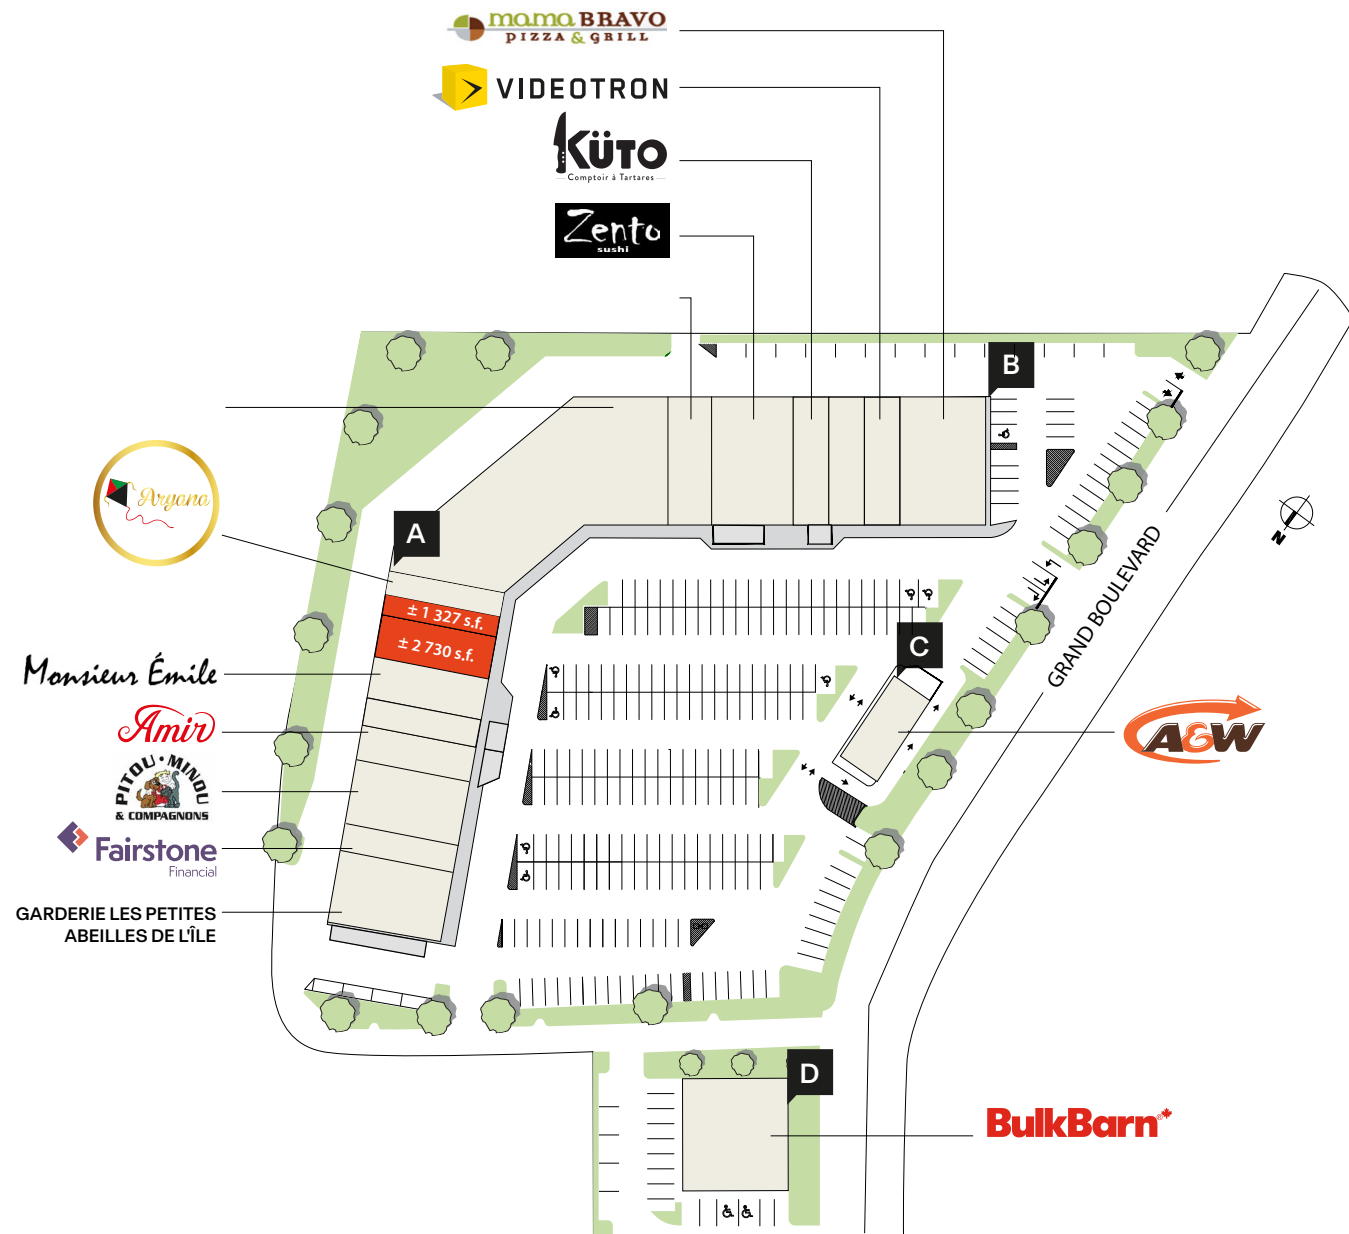 mama BRAVO
PIZZA & GRILL
VIDEOTRON
KÜTO
Comptoir à Tartares
Zento
sushi
B
Aryana
A
± 1 327 s.f.
± 2 730 s.f.
N
GRAND BOULEVARD
C
Monsieur Émile
Amir
A&W
PITOU • MINOU
& COMPAGNONS
Fairstone
Financial
GARDERIE LES PETITES
ABEILLES DE L'ÎLE
D
BulkBarn